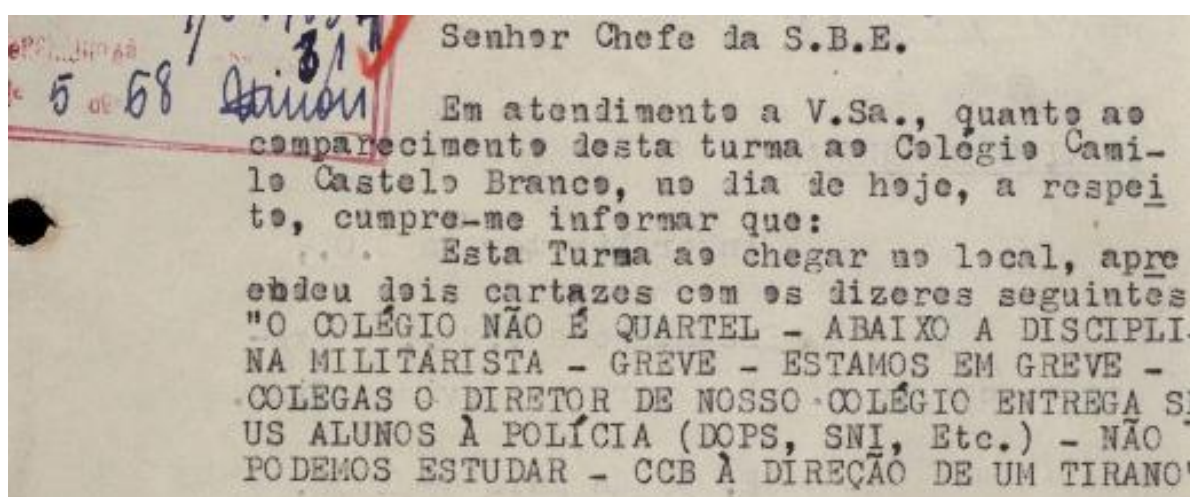 5 de 68
Senhor Chefe da S.B.E.
Em atendimento a V.Sa., quanto ao
comparecimento desta turma ao Colégio Cami-
lo Castelo Branco, no dia de hoje, a respei
to, cumpre-me informar que:
Esta Turma ao chegar no local, apre
endeu dois cartazes com os dizeres seguintes
"O COLÉGIO NÃO É QUARTEL - ABAIXO A DISCIPLI-
NA MILITÁRISTA - GREVE - ESTAMOS EM GREVE -
COLEGAS O DIRETOR DE NOSSO COLÉGIO ENTREGA SE
US ALUNOS À POLÍCIA (DOPS, SNI, Etc.) - NÃO
PODEMOS ESTUDAR - CCB À DIREÇÃO DE UM TIRANO"